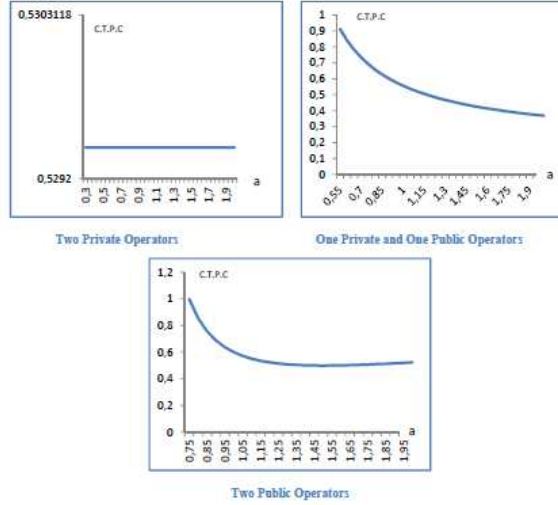 0,5303118
C.T.P.C
0,5292
0,3 0,5 0,7 0,9 1,1 1,3 1,5 1,7 1,9
a
Two Private Operators
C.T.P.C
1
0,9
0,8
0,7
0,6
0,5
0,4
0,3
0,2
0,1
0
0,55 0,7 0,85 1 1,15 1,3 1,45 1,6 1,75 1,9
a
One Private and One Public Operators
C.T.P.C
1,2
1
0,8
0,6
0,4
0,2
0
0,75 0,85 0,95 1,05 1,15 1,25 1,35 1,45 1,55 1,65 1,75 1,85 1,95
a
Two Public Operators